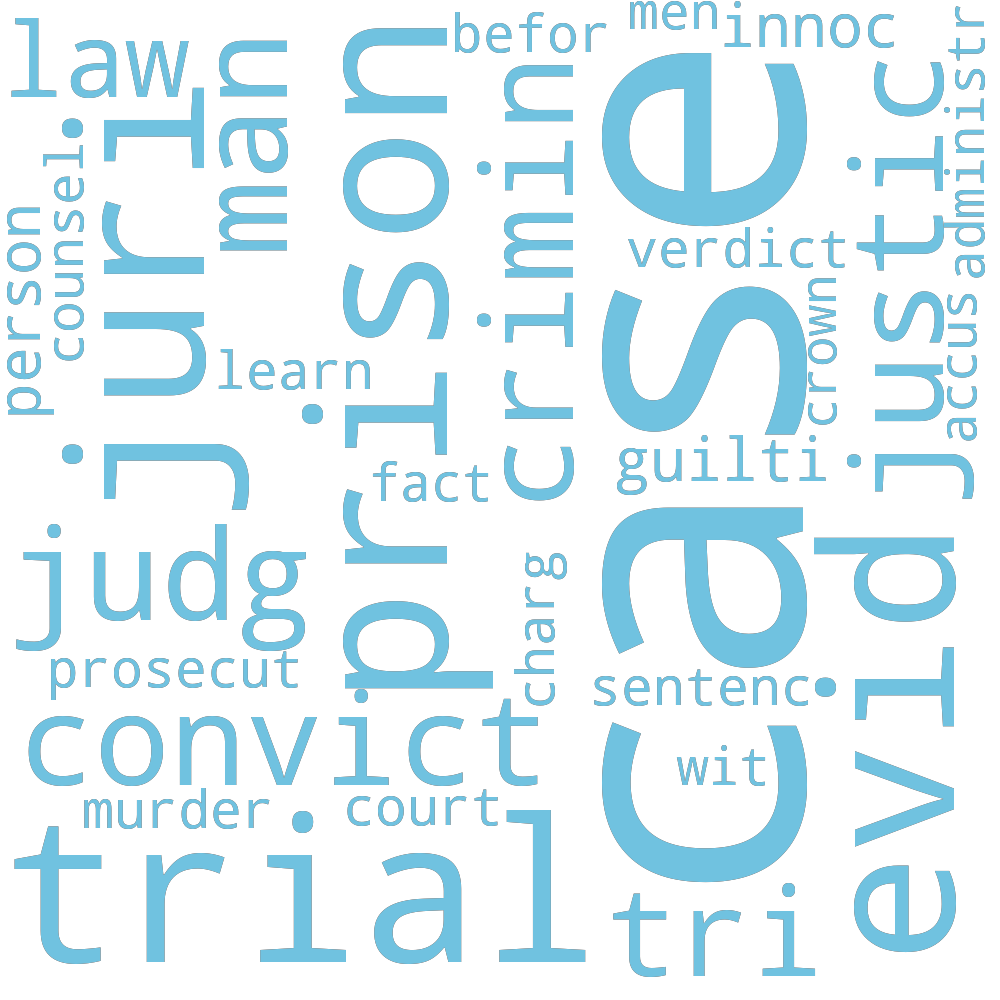 law
juri
man
prison
befor
crimin
men
innoc
case
justic
administr
person
counsel
verdict
crown
accus
learn
guilti
fact
evid
judg
charg
prosecut
sentenc
convict
wit
murder
court
trial
tri